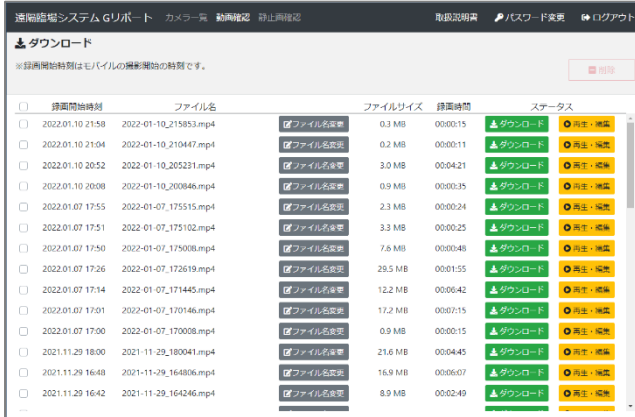 遠隔臨場システム Gリポート カメラ一覧 動画確認 静止画確認 取扱説明書 パスワード変更 ログアウト
ダウンロード
※録画開始時刻はモバイルの撮影開始の時刻です。
削除
録画開始時刻 ファイル名 ファイルサイズ 録画時間 ステータス
2022.01.10 21:58 2022-01-10_215853.mp4 ファイル名変更 0.3 MB 00:00:15 ダウンロード 再生・編集
2022.01.10 21:04 2022-01-10_210447.mp4 ファイル名変更 0.2 MB 00:00:11 ダウンロード 再生・編集
2022.01.10 20:52 2022-01-10_205231.mp4 ファイル名変更 3.0 MB 00:04:21 ダウンロード 再生・編集
2022.01.10 20:08 2022-01-10_200846.mp4 ファイル名変更 0.9 MB 00:00:35 ダウンロード 再生・編集
2022.01.07 17:55 2022-01-07_175515.mp4 ファイル名変更 2.3 MB 00:00:24 ダウンロード 再生・編集
2022.01.07 17:51 2022-01-07_175102.mp4 ファイル名変更 3.3 MB 00:00:25 ダウンロード 再生・編集
2022.01.07 17:50 2022-01-07_175008.mp4 ファイル名変更 7.6 MB 00:00:48 ダウンロード 再生・編集
2022.01.07 17:26 2022-01-07_172619.mp4 ファイル名変更 29.5 MB 00:01:55 ダウンロード 再生・編集
2022.01.07 17:14 2022-01-07_171445.mp4 ファイル名変更 12.2 MB 00:06:42 ダウンロード 再生・編集
2022.01.07 17:01 2022-01-07_170146.mp4 ファイル名変更 17.2 MB 00:07:15 ダウンロード 再生・編集
2022.01.07 17:00 2022-01-07_170008.mp4 ファイル名変更 0.9 MB 00:00:15 ダウンロード 再生・編集
2021.11.29 18:00 2021-11-29_180041.mp4 ファイル名変更 21.6 MB 00:04:45 ダウンロード 再生・編集
2021.11.29 16:48 2021-11-29_164806.mp4 ファイル名変更 16.9 MB 00:06:07 ダウンロード 再生・編集
2021.11.29 16:42 2021-11-29_164246.mp4 ファイル名変更 8.9 MB 00:02:49 ダウンロード 再生・編集